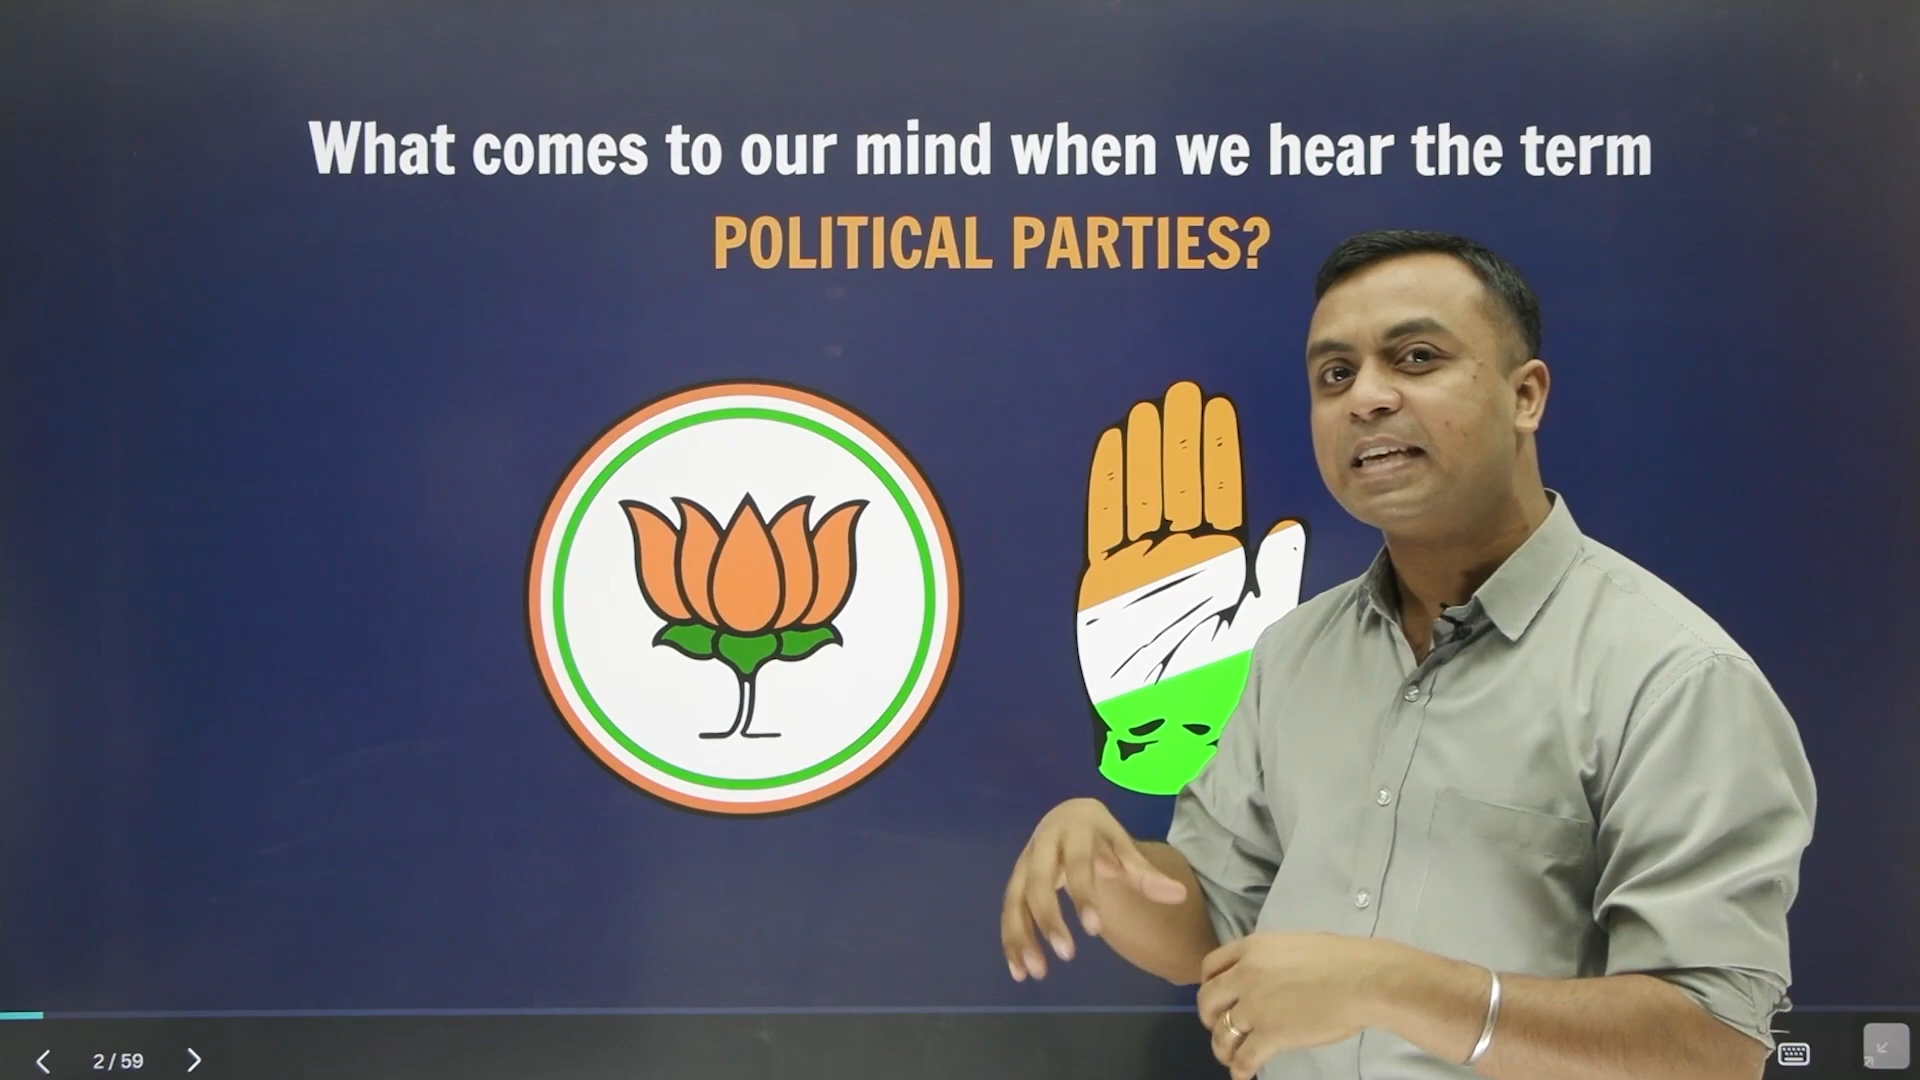 What comes to our mind when we hear the term
POLITICAL PARTIES?
2 / 59